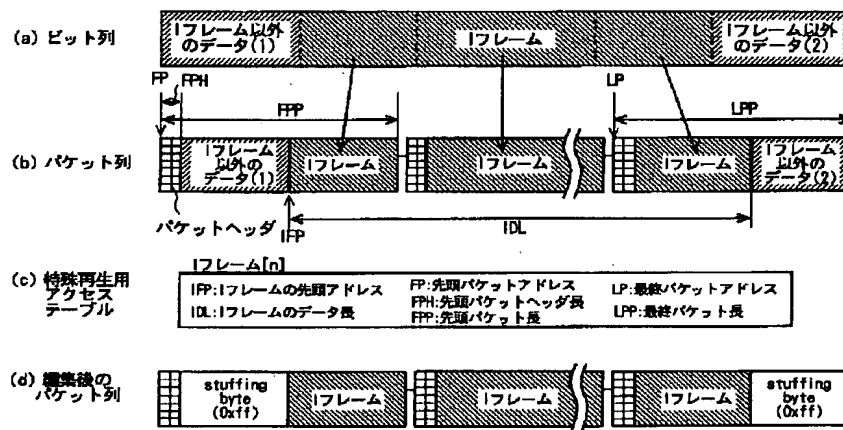 (a) ビット列
Iフレーム以外
のデータ(1)
Iフレーム
Iフレーム以外
のデータ(2)
FP
FPH
FPP
LP
LPP
(b) パケット列
Iフレーム
以外の
データ(1)
Iフレーム
Iフレーム
Iフレーム
Iフレーム
以外の
データ(2)
パケットヘッダ
IFP
IDL
(c) 特殊再生用
アクセス
テーブル
Iフレーム[n]
IFP:Iフレームの先頭アドレス
FP:先頭パケットアドレス
LP:最終パケットアドレス
FPH:先頭パケットヘッダ長
IDL:Iフレームのデータ長
FPP:先頭パケット長
LPP:最終パケット長
(d) 編集後の
パケット列
stuffing
byte
(0xff)
Iフレーム
Iフレーム
Iフレーム
stuffing
byte
(0xff)